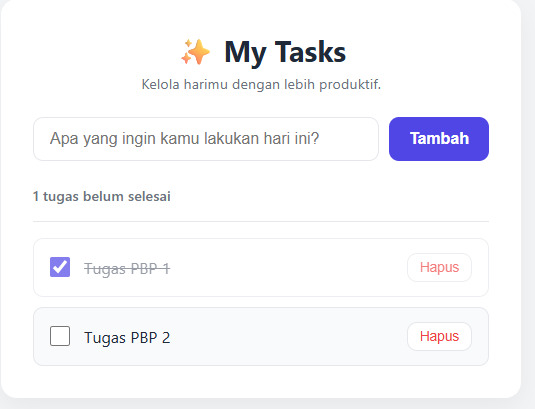 ✨ My Tasks
Kelola harimu dengan lebih produktif.
Apa yang ingin kamu lakukan hari ini?
Tambah
1 tugas belum selesai
Tugas PBP 1
Hapus
Tugas PBP 2
Hapus